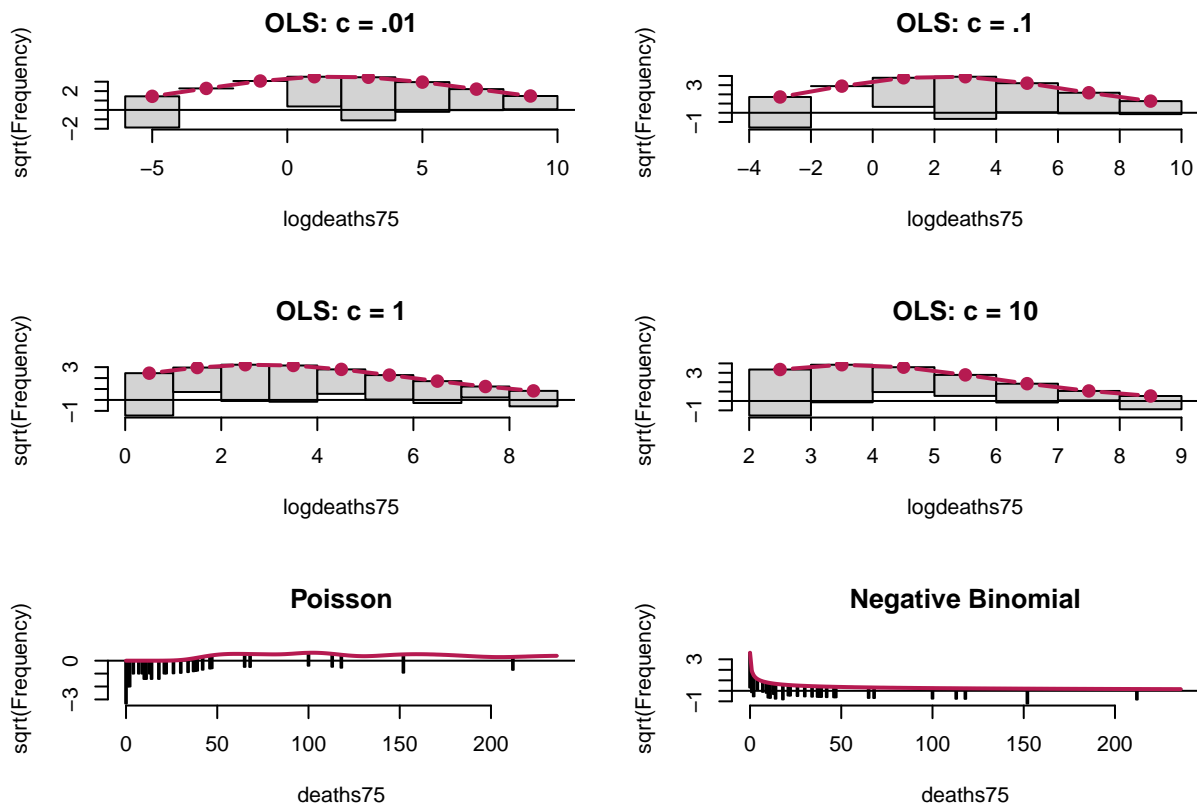 OLS: c = .01
sqrt(Frequency)
2
−2
−5
0
5
10
logdeaths75
OLS: c = .1
sqrt(Frequency)
3
−1
−4
−2
0
2
4
6
8
10
logdeaths75
OLS: c = 1
sqrt(Frequency)
3
−1
0
2
4
6
8
logdeaths75
OLS: c = 10
sqrt(Frequency)
3
−1
2
3
4
5
6
7
8
9
logdeaths75
Poisson
sqrt(Frequency)
0
−3
0
50
100
150
200
deaths75
Negative Binomial
sqrt(Frequency)
3
−1
0
50
100
150
200
deaths75